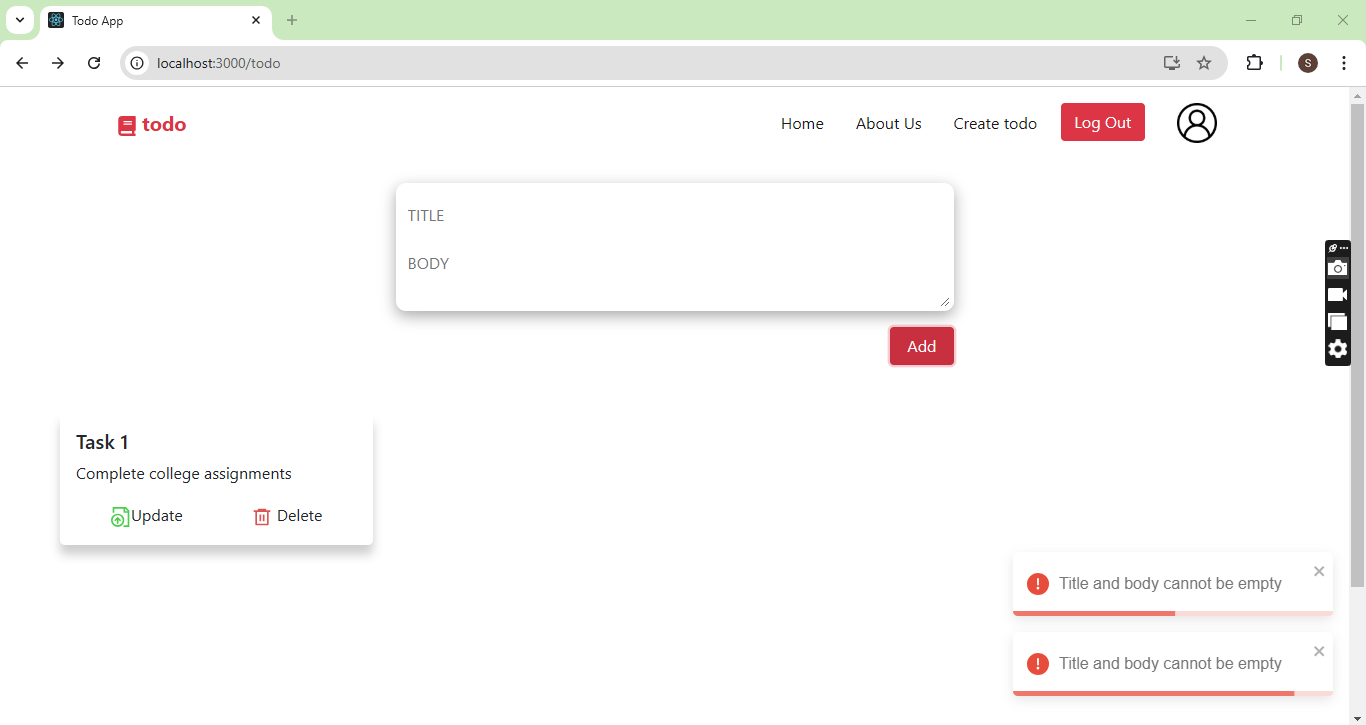 Todo App
localhost:3000/todo
S
todo
Home About Us Create todo Log Out
TITLE
BODY
Add
Task 1
Complete college assignments
Update Delete
Title and body cannot be empty
Title and body cannot be empty